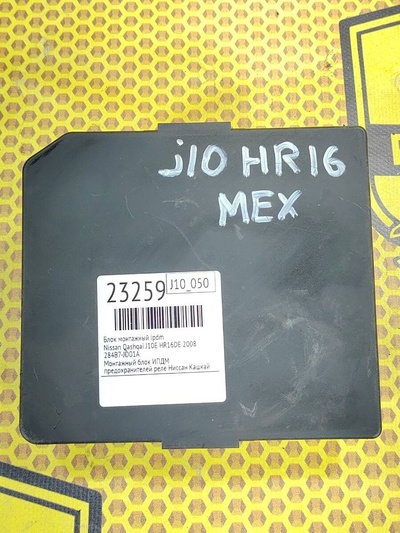 j10 HR16
MEX
23259 J10_050
Блок монтажный ipdm
Nissan Qashqai J10E HR16DE 2008
284B7-JD01A
Монтажный блок ИПДМ
предохранителей реле Ниссан Кашкай